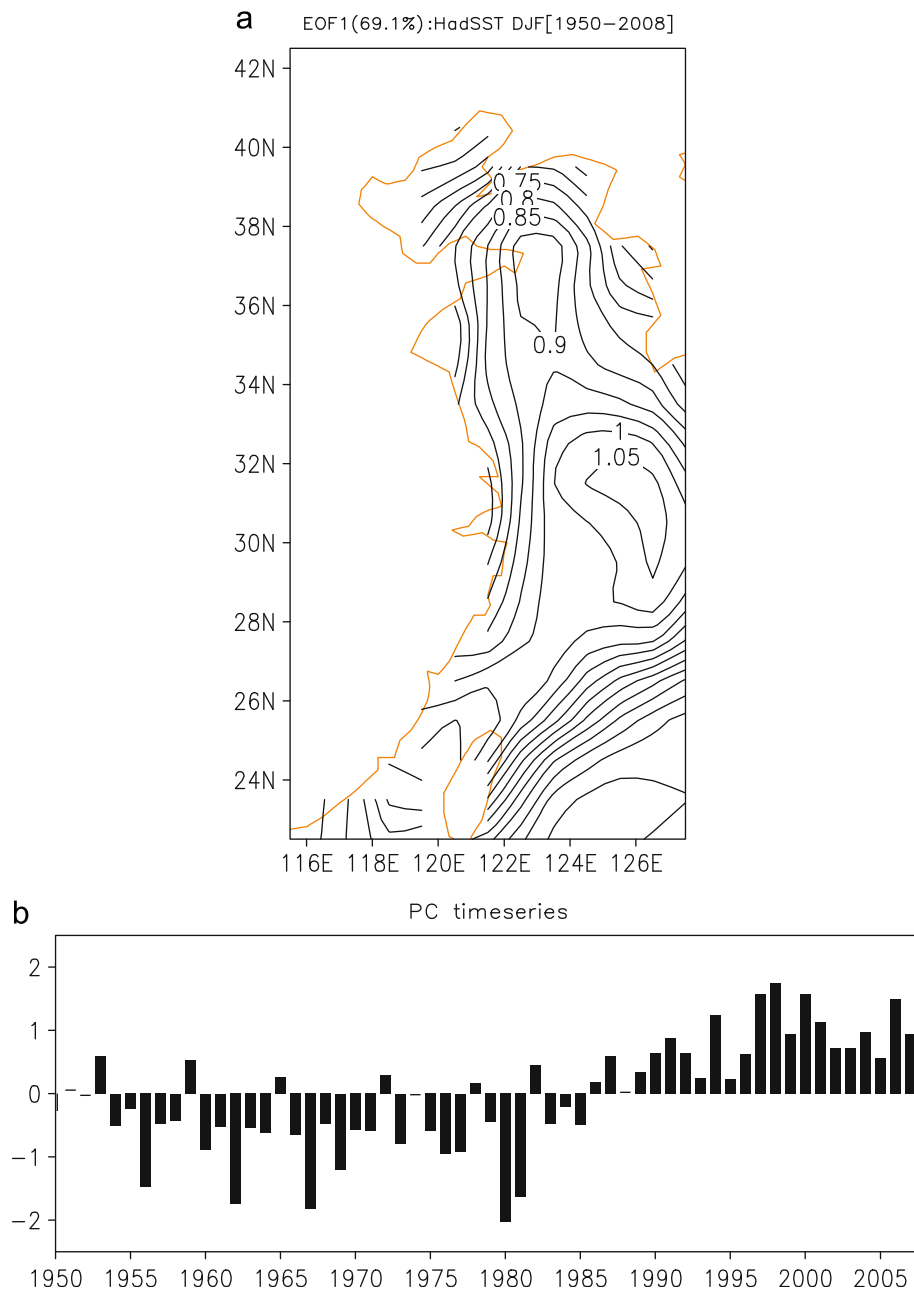 a EOF1(69.1%):HadSST DJF[1950−2008]
42N
40N
0.75
0.8
0.85
38N
36N
0.9
34N
1
1.05
32N
30N
28N
26N
24N
116E 118E 120E 122E 124E 126E
b PC timeseries
2
1
0
−1
−2
1950 1955 1960 1965 1970 1975 1980 1985 1990 1995 2000 2005